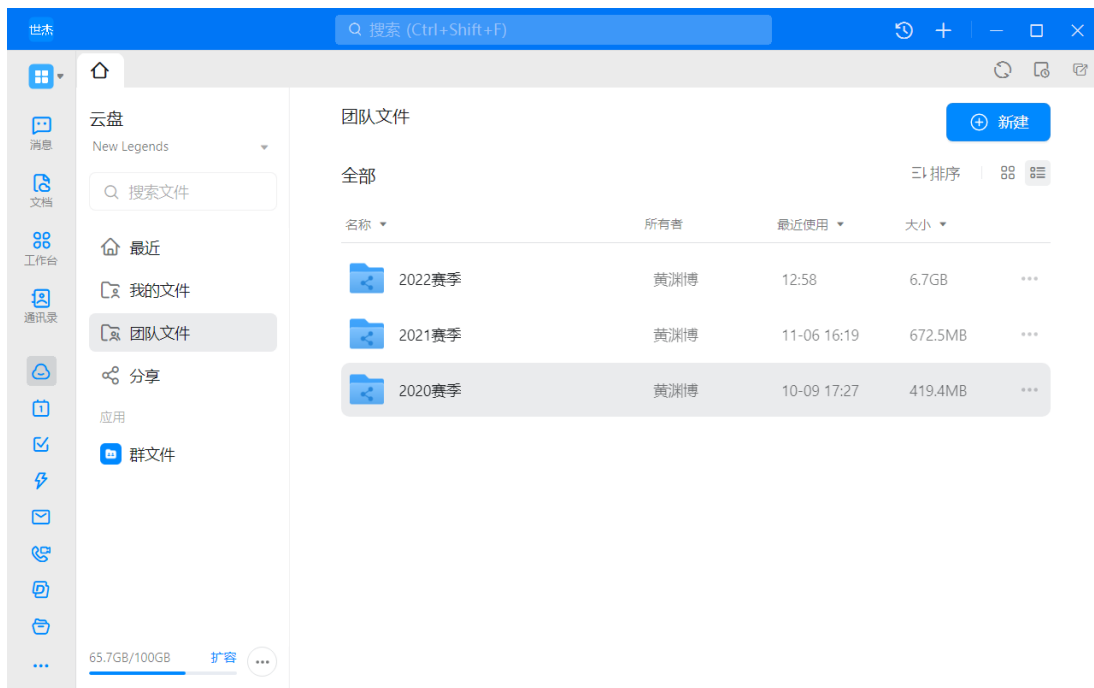 世杰
搜索 (Ctrl+Shift+F)
消息
文档
工作台
通讯录
1
云盘
New Legends
搜索文件
最近
我的文件
团队文件
分享
应用
群文件
65.7GB/100GB 扩容
团队文件
新建
全部
排序
名称 所有者 最近使用 大小
2022赛季 黄渊博 12:58 6.7GB
2021赛季 黄渊博 11-06 16:19 672.5MB
2020赛季 黄渊博 10-09 17:27 419.4MB